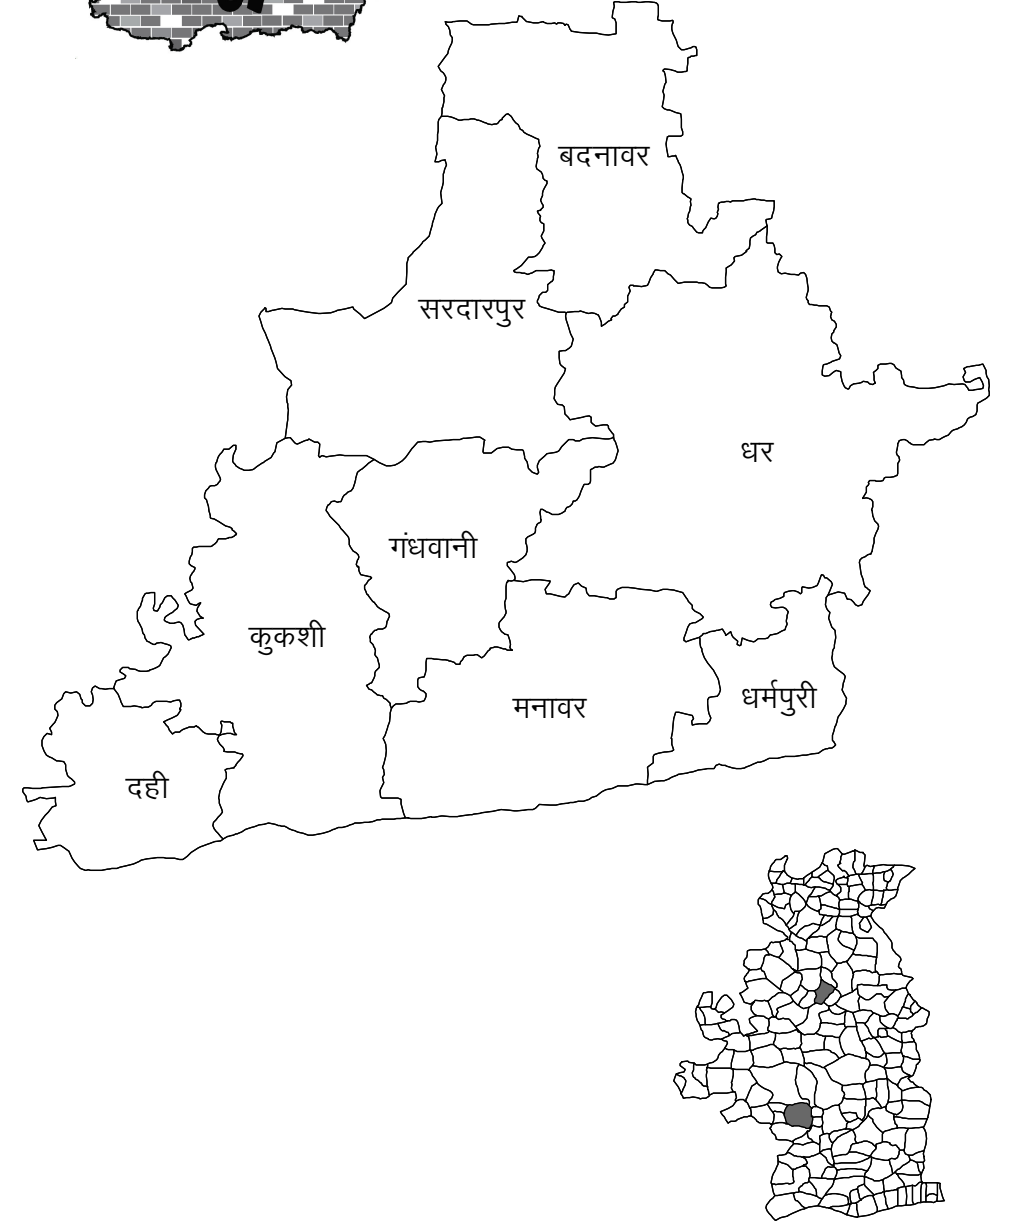 बदनावर
सरदारपुर
धर
गंधवानी
कुकशी
धर्मपुरी
मनावर
दही